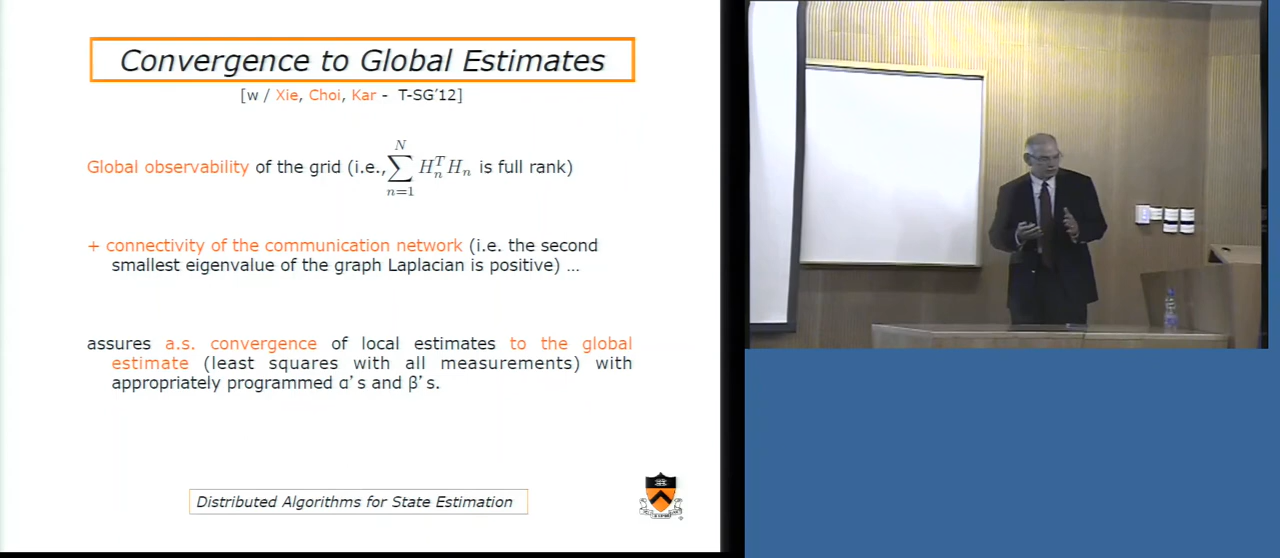 Convergence to Global Estimates
[w / Xie, Choi, Kar - T-SG'12]
Global observability of the grid (i.e., $\sum_{n=1}^{N} H_n^T H_n$ is full rank)
+ connectivity of the communication network (i.e. the second
smallest eigenvalue of the graph Laplacian is positive) ...
assures a.s. convergence of local estimates to the global
estimate (least squares with all measurements) with
appropriately programmed α's and β's.
Distributed Algorithms for State Estimation